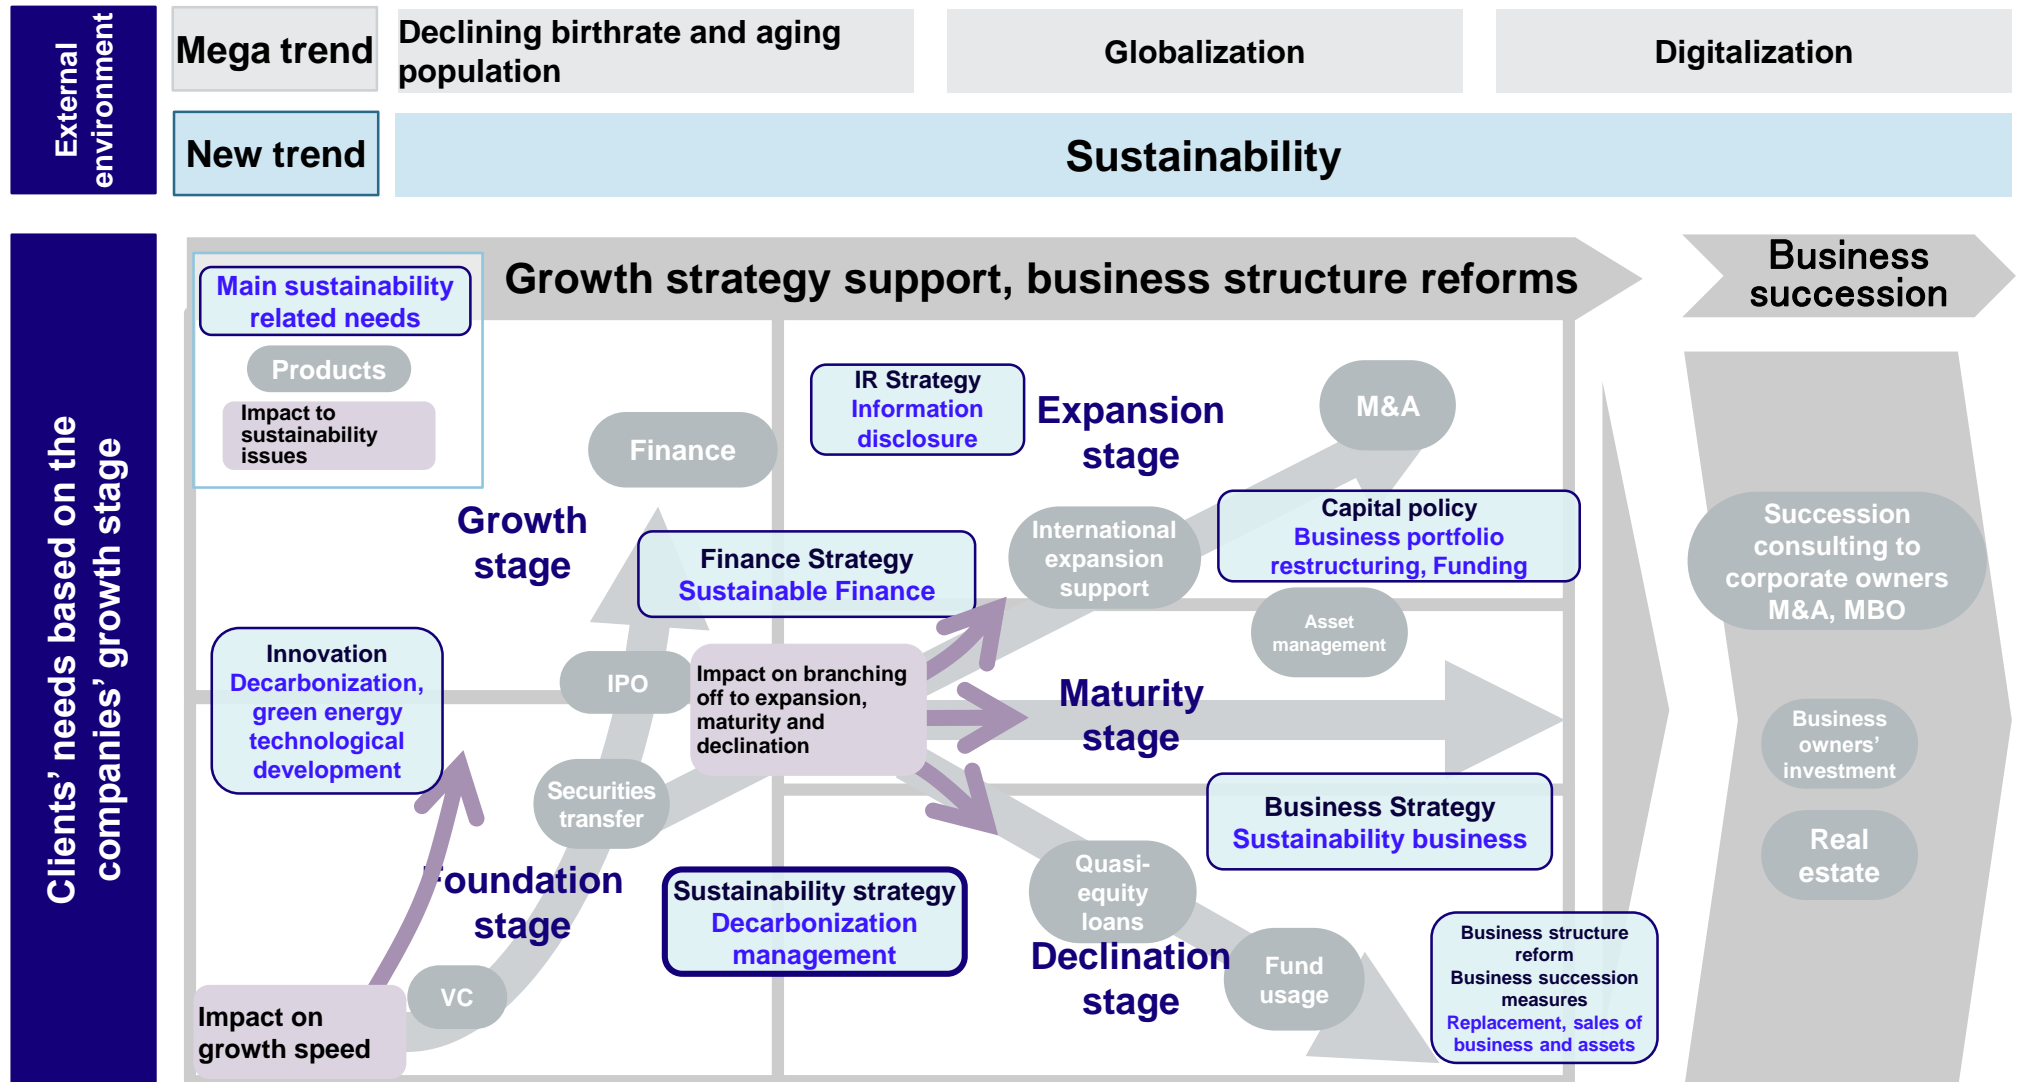 External
environment
Mega trend
Declining birthrate and aging
population
Globalization
Digitalization
New trend
Sustainability
Clients' needs based on the
companies' growth stage
Growth strategy support, business structure reforms
Business
succession
Main sustainability
related needs
Products
Impact to
sustainability
issues
Growth
stage
Finance
IR Strategy
Information
disclosure
Expansion
stage
M&A
Finance Strategy
Sustainable Finance
International
expansion
support
Capital policy
Business portfolio
restructuring, Funding
Asset
management
Innovation
Decarbonization,
green energy
technological
development
IPO
Impact on branching
off to expansion,
maturity and
declination
Maturity
stage
Securities
transfer
Business Strategy
Sustainability business
Foundation
stage
Sustainability strategy
Decarbonization
management
Quasi-
equity
loans
Declination
stage
Fund
usage
Business structure
reform
Business succession
measures
Replacement, sales of
business and assets
VC
Impact on
growth speed
Succession
consulting to
corporate owners
M&A, MBO
Business
owners'
investment
Real
estate